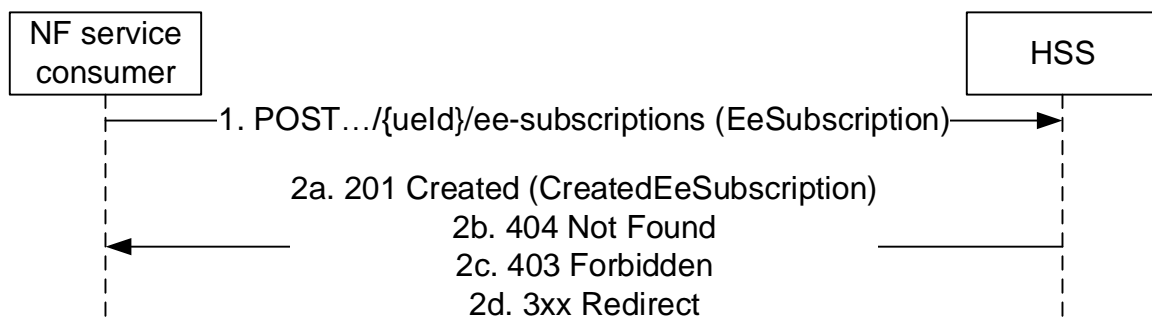 NF service
consumer
HSS
1. POST…/{ueId}/ee-subscriptions (EeSubscription)
2a. 201 Created (CreatedEeSubscription)
2b. 404 Not Found
2c. 403 Forbidden
2d. 3xx Redirect